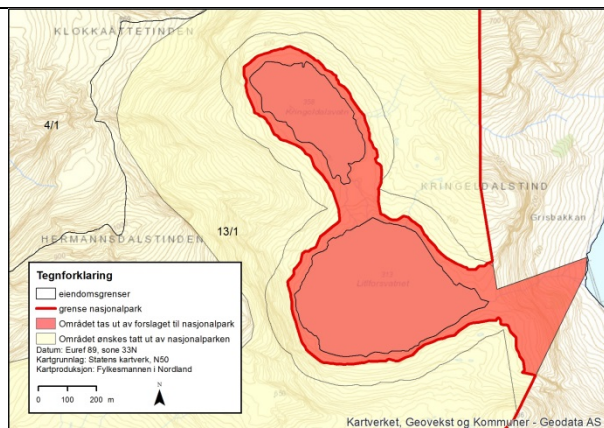 KLOKKAATTETINDEN
4/1
KRINGELDALSTIND
Grisbakkan
13/1
HERMANNSDALSTINDEN
Tegnforklaring
eiendomsgrenser
grense nasjonalpark
Området tas ut av forslaget til nasjonalpark
Området ønskes tatt ut av nasjonalparken
Datum: Euref 89, sone 33N
Kartgrunnlag: Statens kartverk, N50
Kartproduksjon: Fylkesmannen i Nordland
0 100 200 m
N
Kartverket, Geovekst og Kommuner - Geodata AS